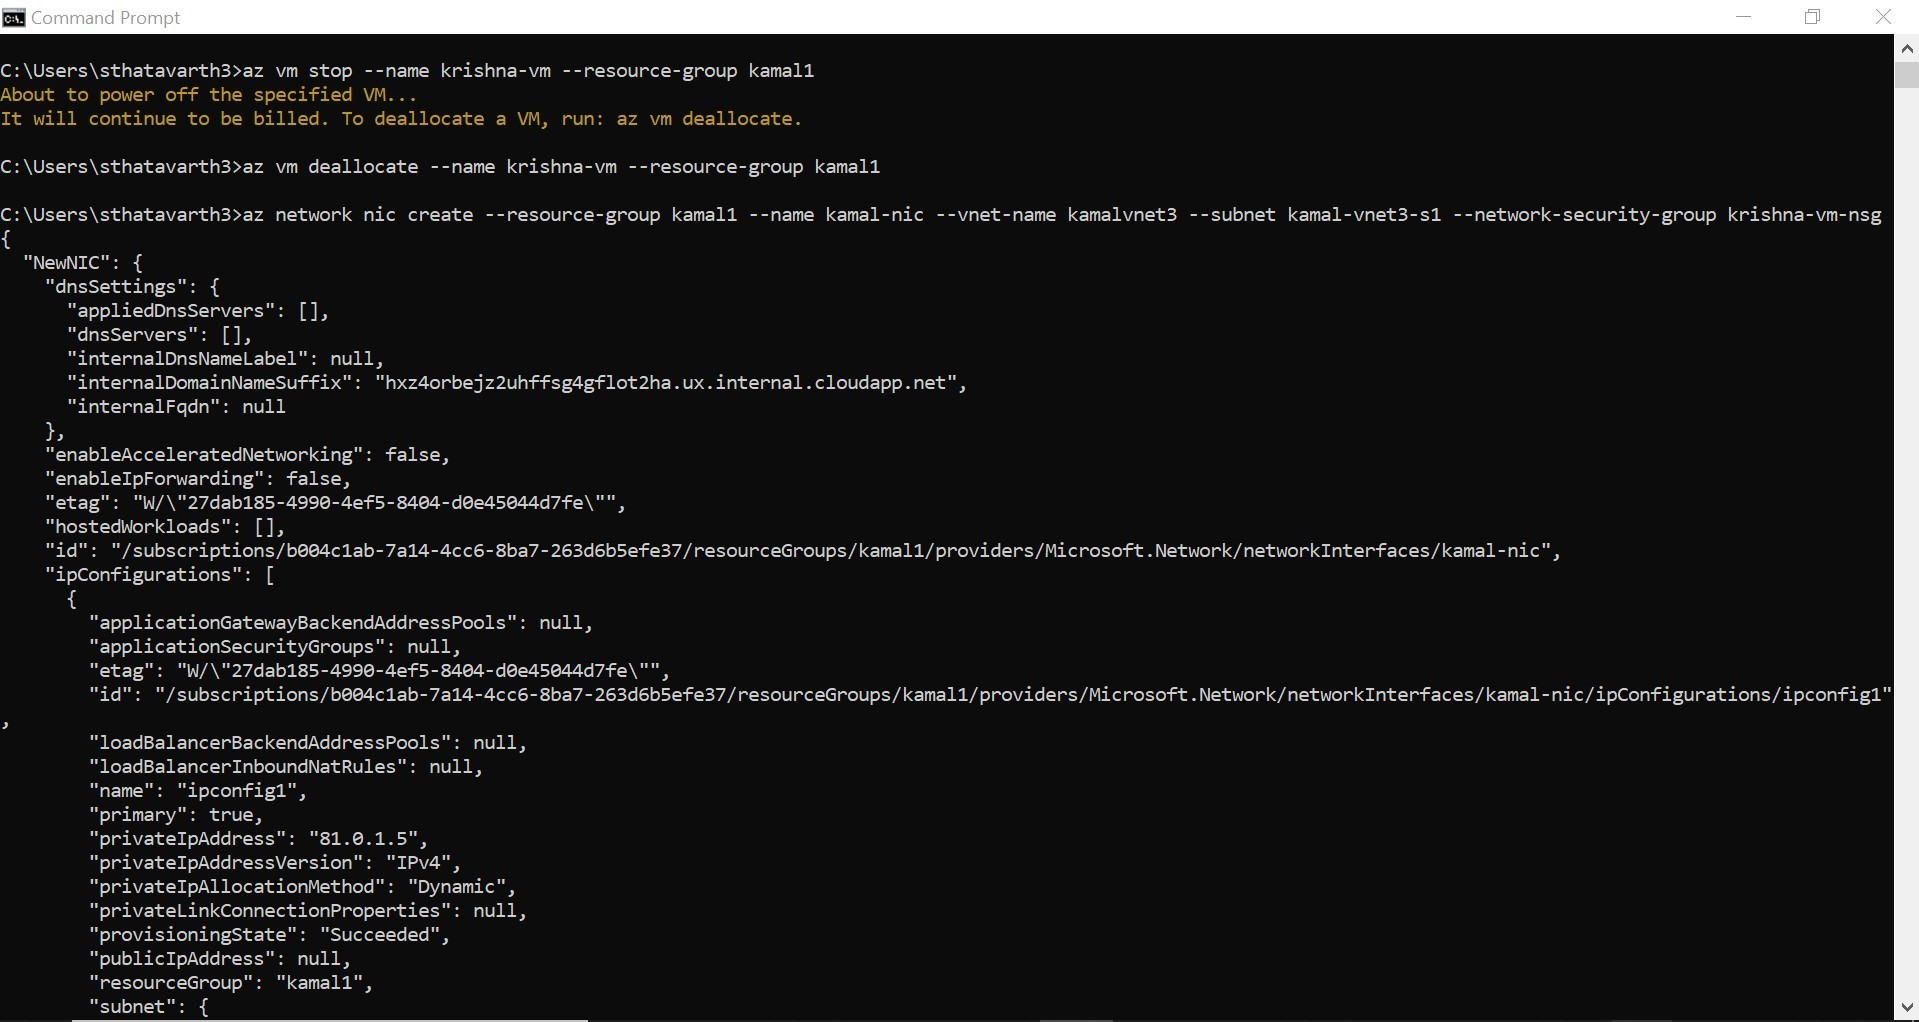 Command Prompt
C:\Users\sthatavarth3>az vm stop --name krishna-vm --resource-group kamal1
About to power off the specified VM...
It will continue to be billed. To deallocate a VM, run: az vm deallocate.
C:\Users\sthatavarth3>az vm deallocate --name krishna-vm --resource-group kamal1
C:\Users\sthatavarth3>az network nic create --resource-group kamal1 --name kamal-nic --vnet-name kamalvnet3 --subnet kamal-vnet3-s1 --network-security-group krishna-vm-nsg
{
  "NewNIC": {
    "dnsSettings": {
      "appliedDnsServers": [],
      "dnsServers": [],
      "internalDnsNameLabel": null,
      "internalDomainNameSuffix": "hxz4orbejz2uhffsg4gflot2ha.ux.internal.cloudapp.net",
      "internalFqdn": null
    },
    "enableAcceleratedNetworking": false,
    "enableIpForwarding": false,
    "etag": "W/\"27dab185-4990-4ef5-8404-d0e45044d7fe\"",
    "hostedWorkloads": [],
    "id": "/subscriptions/b004c1ab-7a14-4cc6-8ba7-263d6b5efe37/resourceGroups/kamal1/providers/Microsoft.Network/networkInterfaces/kamal-nic",
    "ipConfigurations": [
      {
        "applicationGatewayBackendAddressPools": null,
        "applicationSecurityGroups": null,
        "etag": "W/\"27dab185-4990-4ef5-8404-d0e45044d7fe\"",
        "id": "/subscriptions/b004c1ab-7a14-4cc6-8ba7-263d6b5efe37/resourceGroups/kamal1/providers/Microsoft.Network/networkInterfaces/kamal-nic/ipConfigurations/ipconfig1"
,
        "loadBalancerBackendAddressPools": null,
        "loadBalancerInboundNatRules": null,
        "name": "ipconfig1",
        "primary": true,
        "privateIpAddress": "81.0.1.5",
        "privateIpAddressVersion": "IPv4",
        "privateIpAllocationMethod": "Dynamic",
        "privateLinkConnectionProperties": null,
        "provisioningState": "Succeeded",
        "publicIpAddress": null,
        "resourceGroup": "kamal1",
        "subnet": {